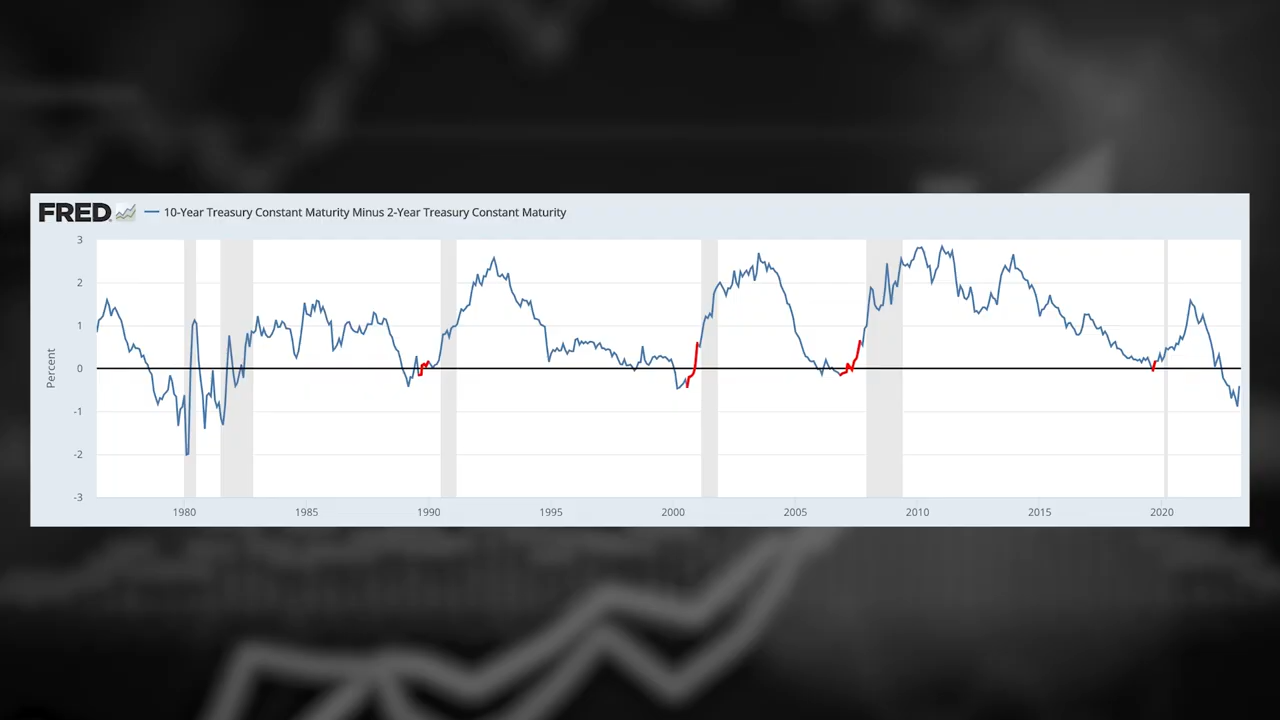 FRED 10-Year Treasury Constant Maturity Minus 2-Year Treasury Constant Maturity
3
2
1
0
-1
-2
-3
Percent
1980 1985 1990 1995 2000 2005 2010 2015 2020